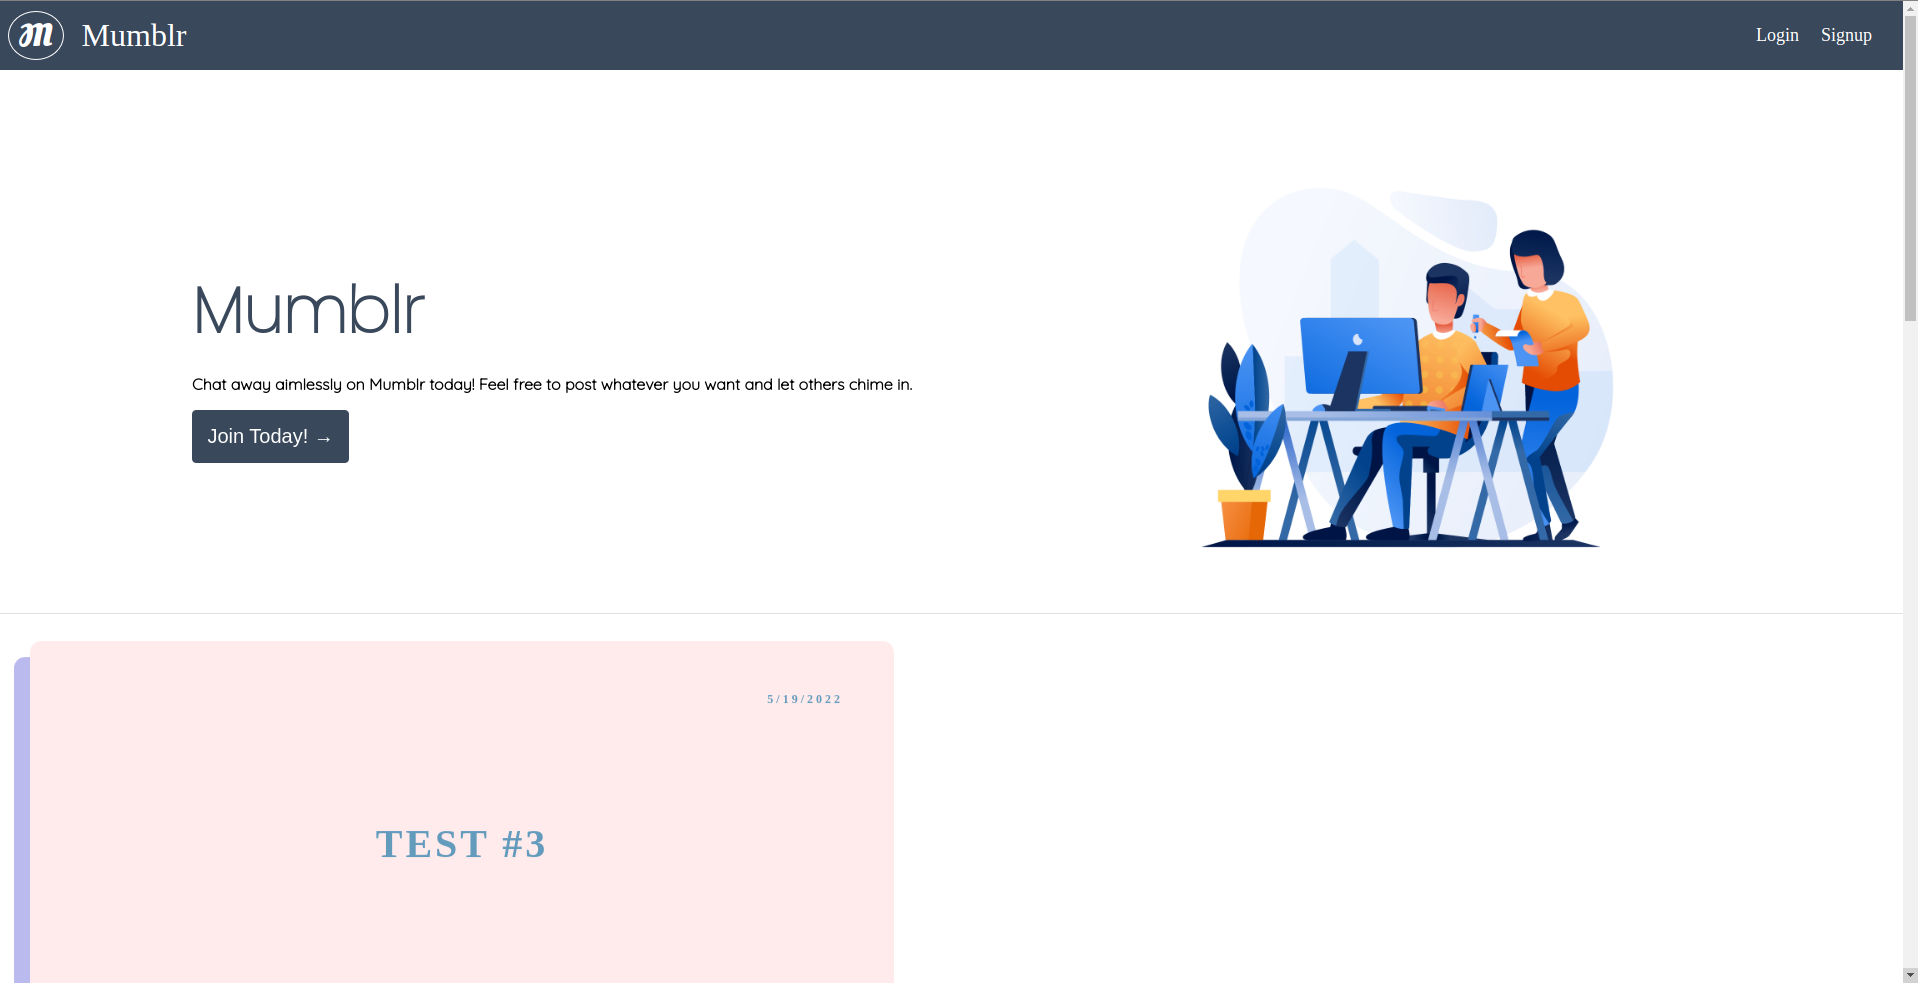 m Mumblr
Login Signup
Mumblr
Chat away aimlessly on Mumblr today! Feel free to post whatever you want and let others chime in.
Join Today! →
5/19/2022
TEST #3